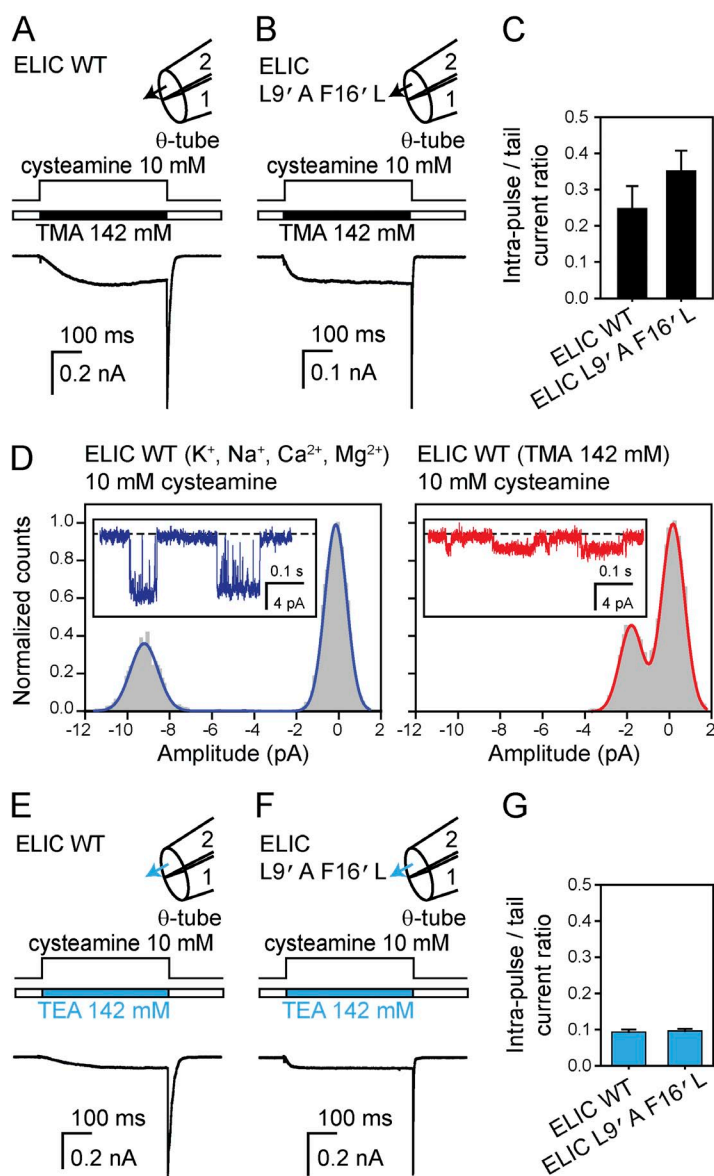 A
ELIC WT
2
1
θ-tube
cysteamine 10 mM
TMA 142 mM
100 ms
0.2 nA
B
ELIC
L9′ A F16′ L
2
1
θ-tube
cysteamine 10 mM
TMA 142 mM
100 ms
0.1 nA
C
Intra-pulse / tail
current ratio
0.5
0.4
0.3
0.2
0.1
0.0
ELIC WT
ELIC L9′ A F16′ L
D
ELIC WT (K⁺, Na⁺, Ca²⁺, Mg²⁺)
10 mM cysteamine
Normalized counts
1.0
0.8
0.6
0.4
0.2
0.0
0.1 s
4 pA
-12 -10 -8 -6 -4 -2 0 2
Amplitude (pA)
ELIC WT (TMA 142 mM)
10 mM cysteamine
0.1 s
4 pA
-12 -10 -8 -6 -4 -2 0 2
Amplitude (pA)
E
ELIC WT
2
1
θ-tube
cysteamine 10 mM
TEA 142 mM
100 ms
0.2 nA
F
ELIC
L9′ A F16′ L
2
1
θ-tube
cysteamine 10 mM
TEA 142 mM
100 ms
0.2 nA
G
Intra-pulse / tail
current ratio
0.5
0.4
0.3
0.2
0.1
0.0
ELIC WT
ELIC L9′ A F16′ L